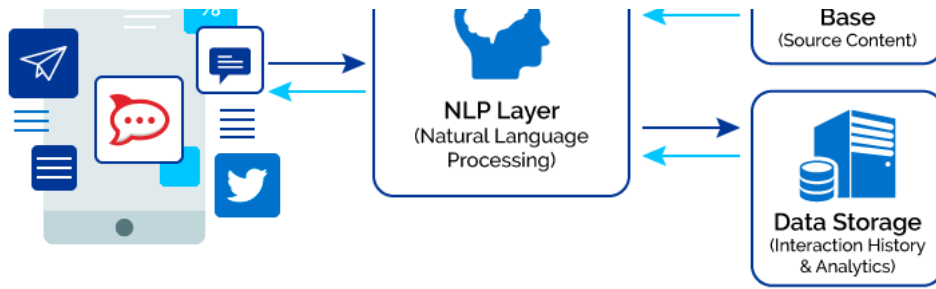 %
Base
(Source Content)
NLP Layer
(Natural Language
Processing)
Data Storage
(Interaction History
& Analytics)